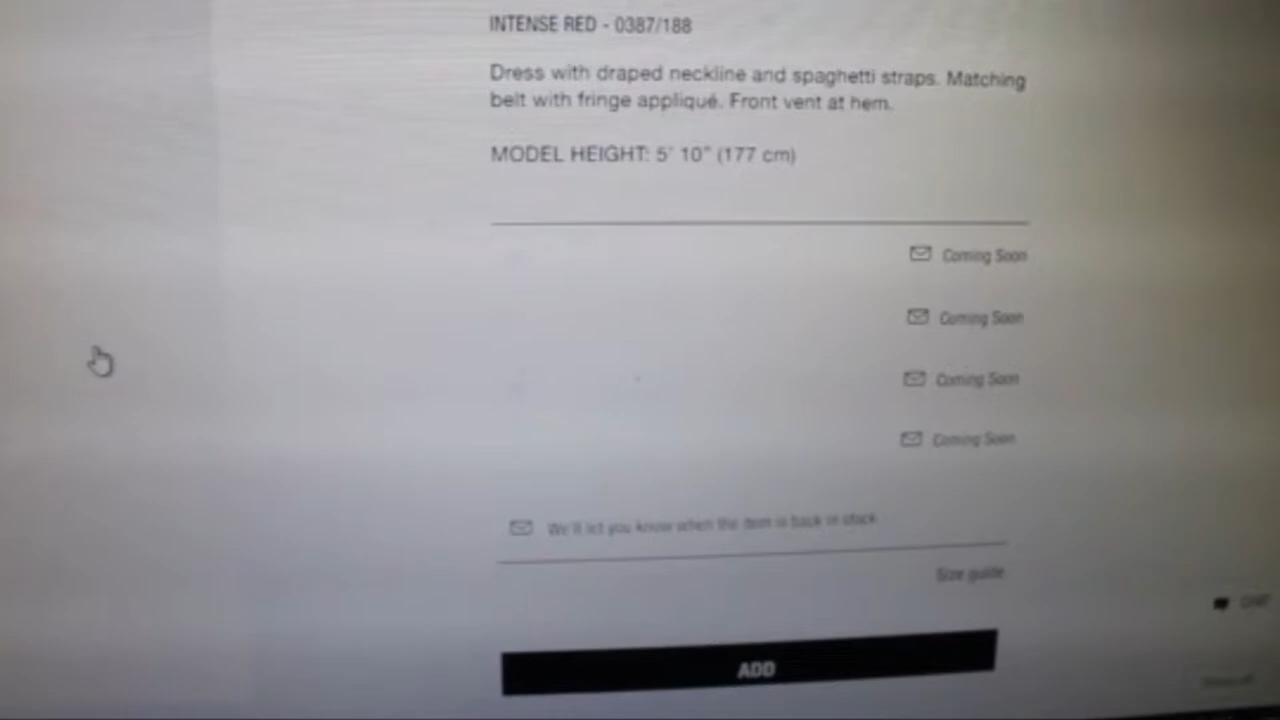 INTENSE RED - 0387/188
Dress with draped neckline and spaghetti straps. Matching
belt with fringe appliqué. Front vent at hem.
MODEL HEIGHT: 5' 10" (177 cm)
Coming Soon
Coming Soon
Coming Soon
Coming Soon
We'll let you know when the item is back in stock
Size guide
CHAT
ADD